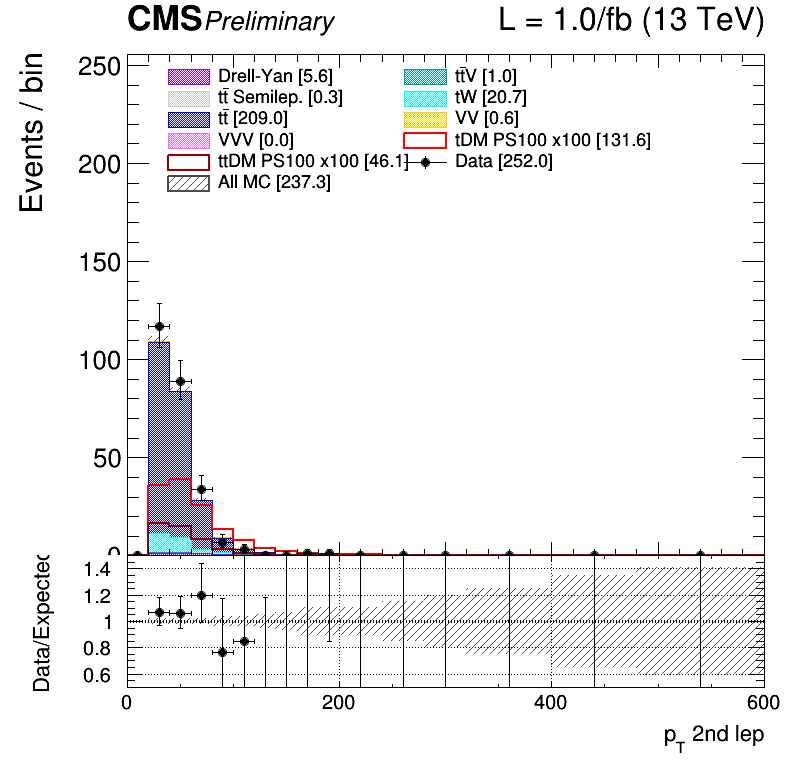 CMS Preliminary L = 1.0/fb (13 TeV)
Events / bin
250
200
150
100
50
0
Drell-Yan [5.6]
tt̄ Semilep. [0.3]
tt̄ [209.0]
VVV [0.0]
ttDM PS100 x100 [46.1]
All MC [237.3]
tt̄V [1.0]
tW [20.7]
VV [0.6]
tDM PS100 x100 [131.6]
Data [252.0]
Data/Expected
1.4
1.2
1
0.8
0.6
0 200 400 600
p_T 2nd lep